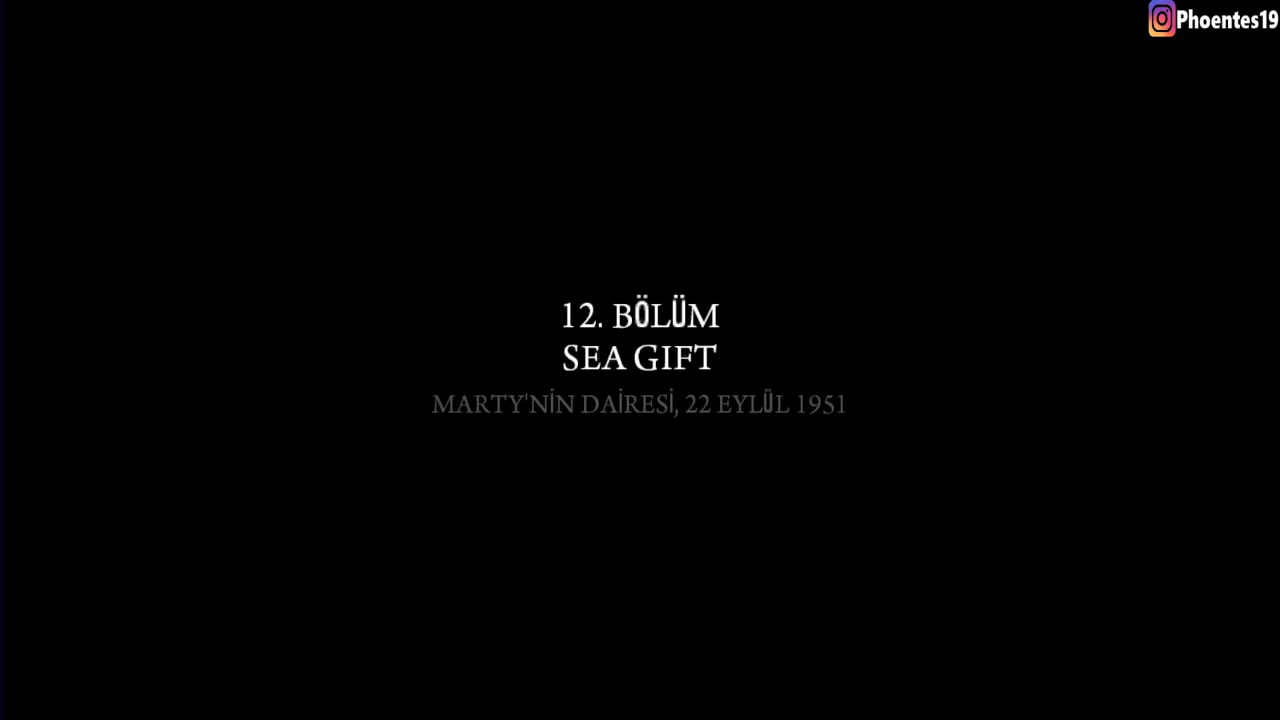 Phoentes19
12. BÖLÜM
SEA GIFT
MARTY'NİN DAİRESİ, 22 EYLÜL 1951